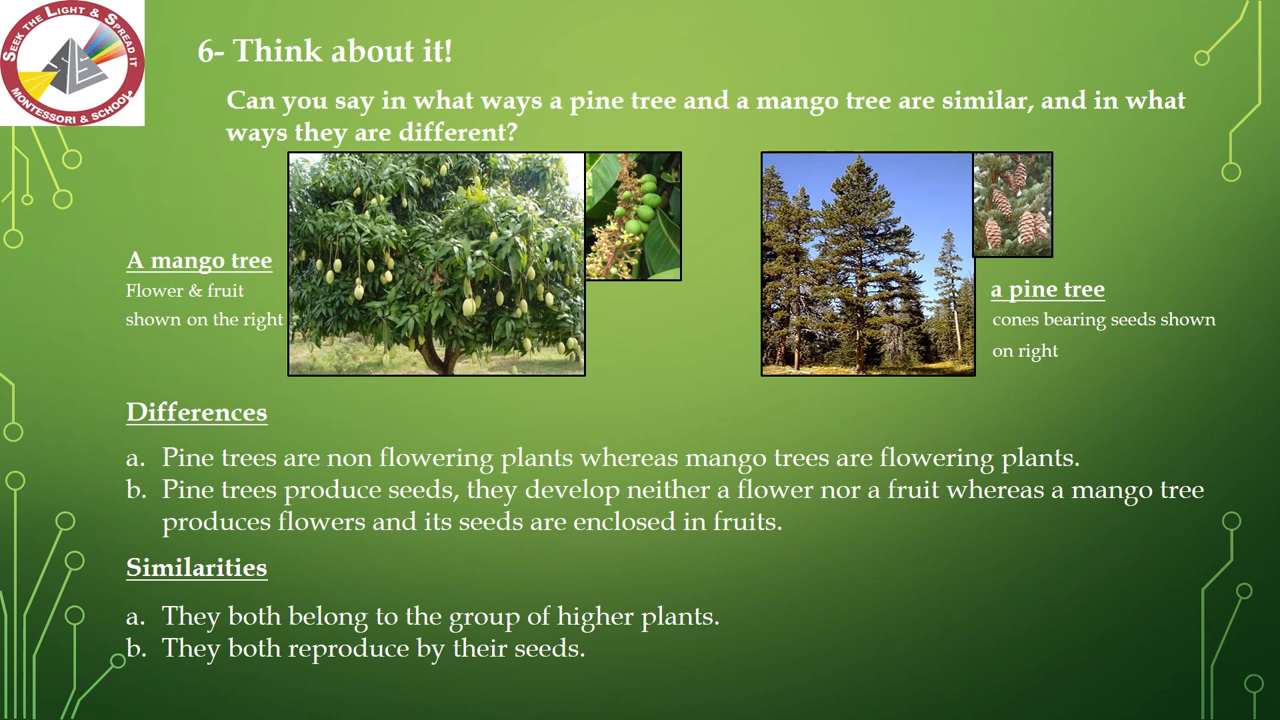 SEEK THE LIGHT & SPREAD IT
MONTESSORI & SCHOOL
6- Think about it!
Can you say in what ways a pine tree and a mango tree are similar, and in what
ways they are different?
A mango tree
Flower & fruit
shown on the right
a pine tree
cones bearing seeds shown
on right
Differences
a. Pine trees are non flowering plants whereas mango trees are flowering plants.
b. Pine trees produce seeds, they develop neither a flower nor a fruit whereas a mango tree
produces flowers and its seeds are enclosed in fruits.
Similarities
a. They both belong to the group of higher plants.
b. They both reproduce by their seeds.